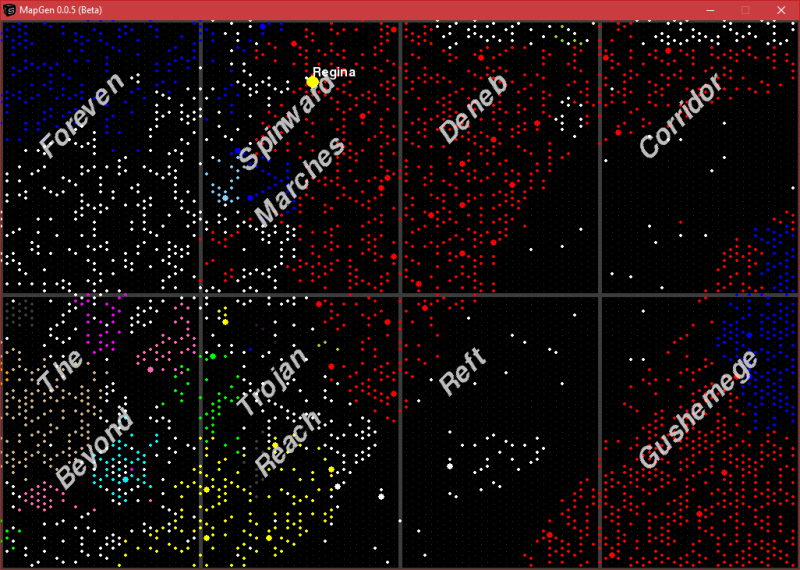 MapGen 0.0.5 (Beta)
Regina
Foreven
Spinward
Marches
Deneb
Corridor
The
Beyond
Trojan
Reach
Reft
Gushemege